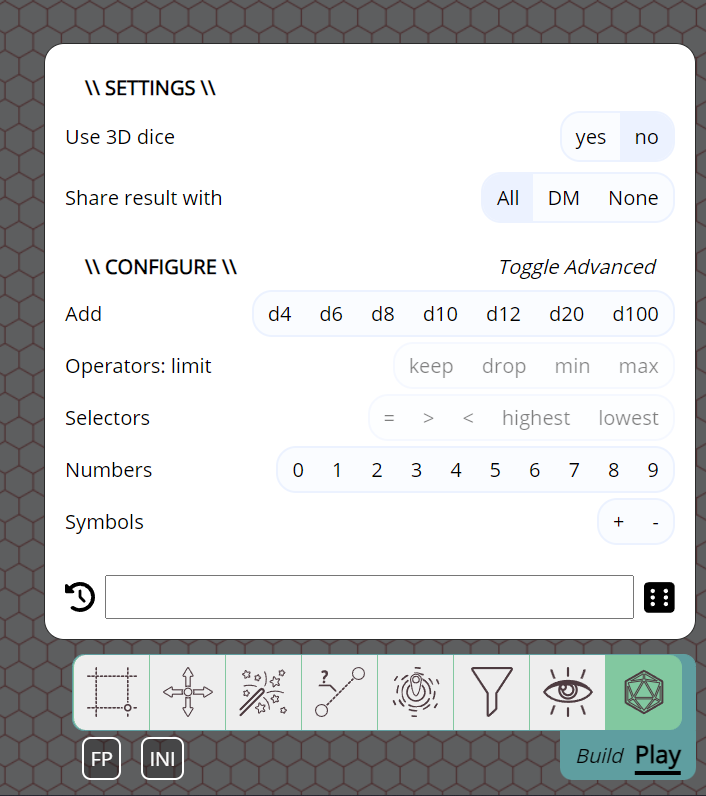 \\ SETTINGS \\
Use 3D dice yes no
Share result with All DM None
\\ CONFIGURE \\ Toggle Advanced
Add d4 d6 d8 d10 d12 d20 d100
Operators: limit keep drop min max
Selectors = > < highest lowest
Numbers 0 1 2 3 4 5 6 7 8 9
Symbols + -
?
FP INI Build Play